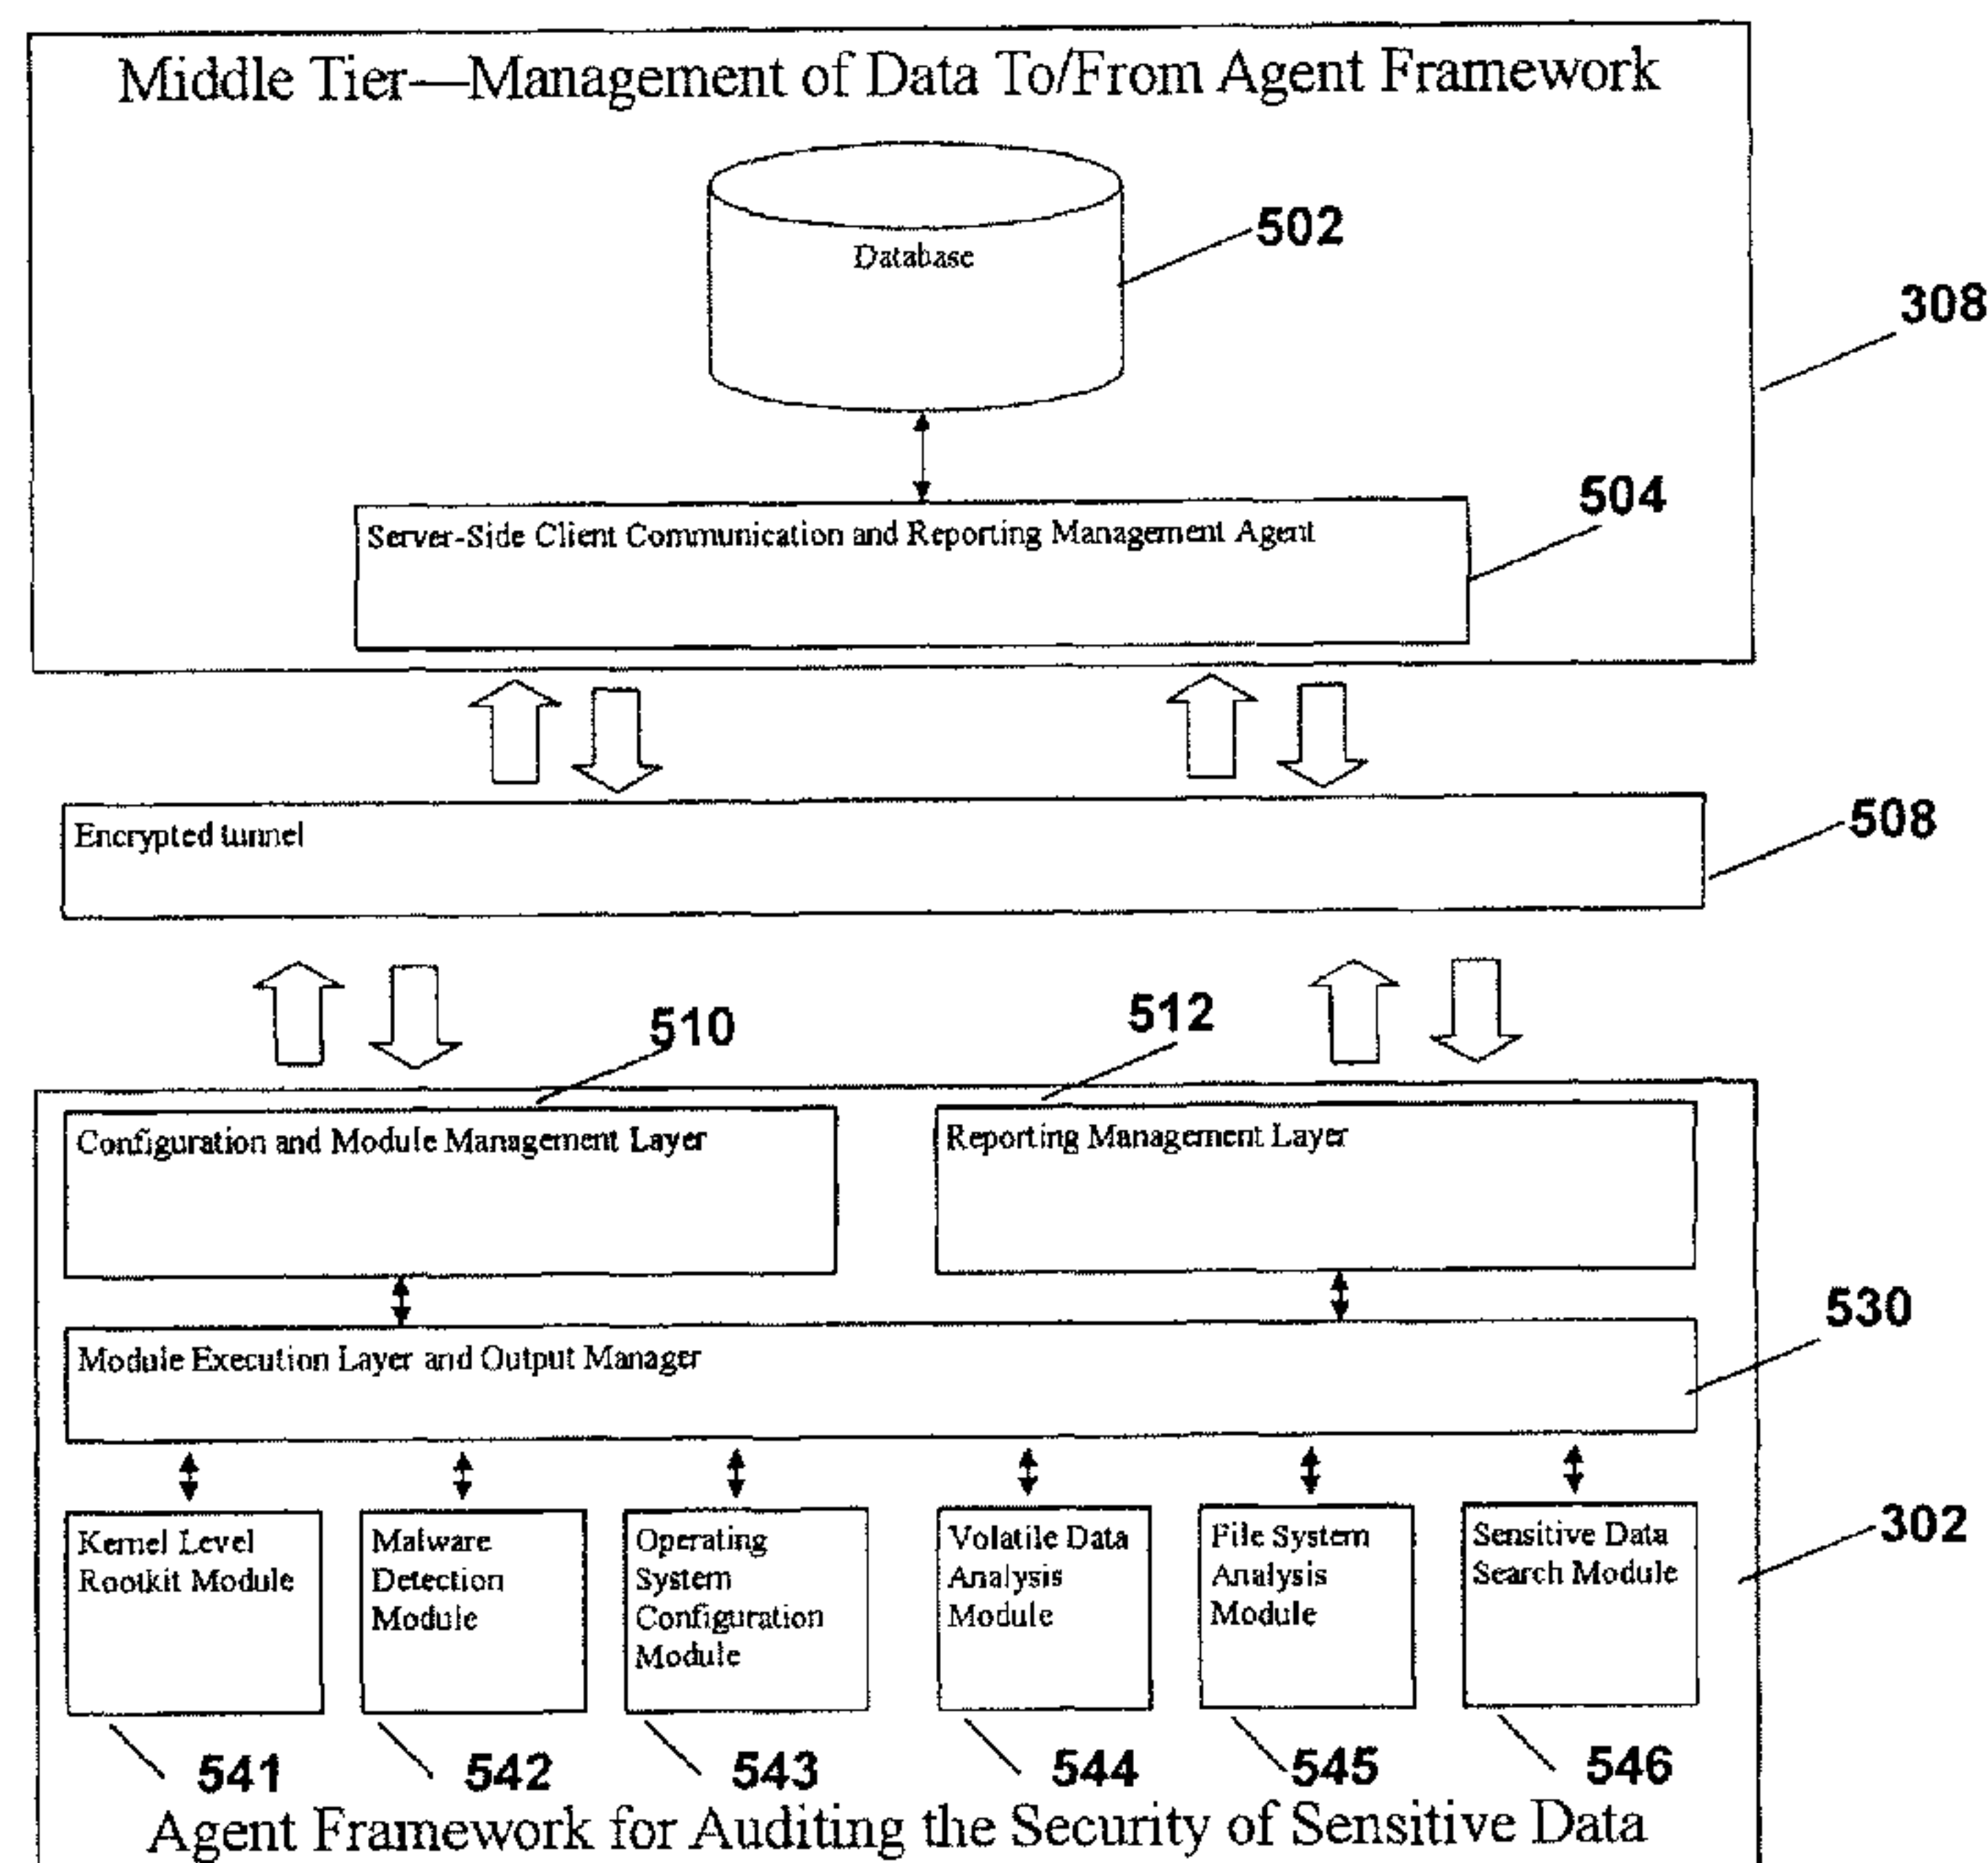 Middle Tier—Management of Data To/From Agent Framework
Database
502
308
504
Server-Side Client Communication and Reporting Management Agent
Encrypted tunnel
508
510
512
Configuration and Module Management Layer
Reporting Management Layer
530
Module Execution Layer and Output Manager
Kernel Level
Rootkit Module
Malware
Detection
Module
Operating
System
Configuration
Module
Volatile Data
Analysis
Module
File System
Analysis
Module
Sensitive Data
Search Module
302
541
542
543
544
545
546
Agent Framework for Auditing the Security of Sensitive Data